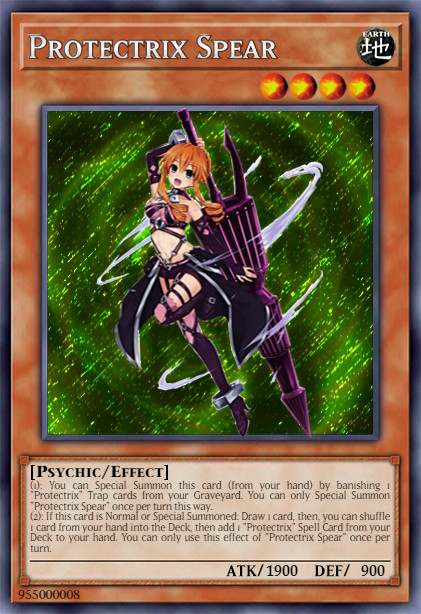 PROTECTRIX SPEAR
EARTH
地
[PSYCHIC/EFFECT]
(1): You can Special Summon this card (from your hand) by banishing 1
"Protectrix" Trap cards from your Graveyard. You can only Special Summon
"Protectrix Spear" once per turn this way.
(2): If this card is Normal or Special Summoned: Draw 1 card, then, you can shuffle
1 card from your hand into the Deck, then add 1 "Protectrix" Spell Card from your
Deck to your hand. You can only use this effect of "Protectrix Spear" once per
turn.
ATK/1900 DEF/ 900
955000008